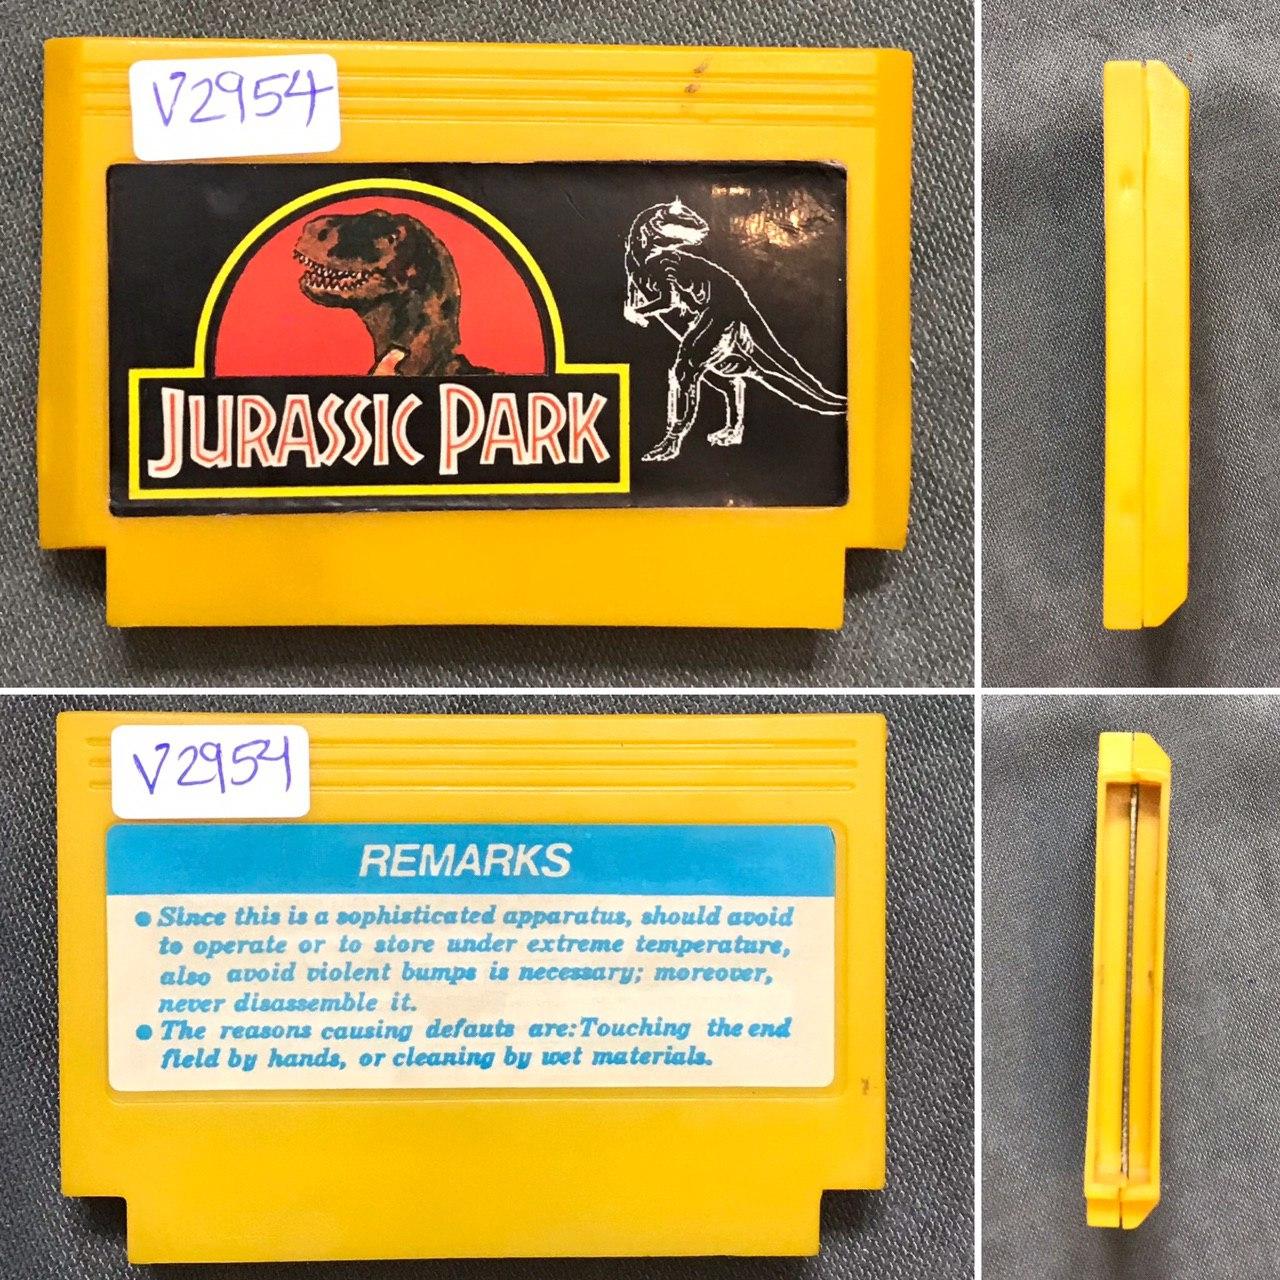 V2954
JURASSIC PARK
V2954
REMARKS
● Since this is a sophisticated apparatus, should avoid
to operate or to store under extreme temperature,
also avoid violent bumps is necessary; moreover,
never disassemble it.
● The reasons causing defauts are:Touching the end
field by hands, or cleaning by wet materials.